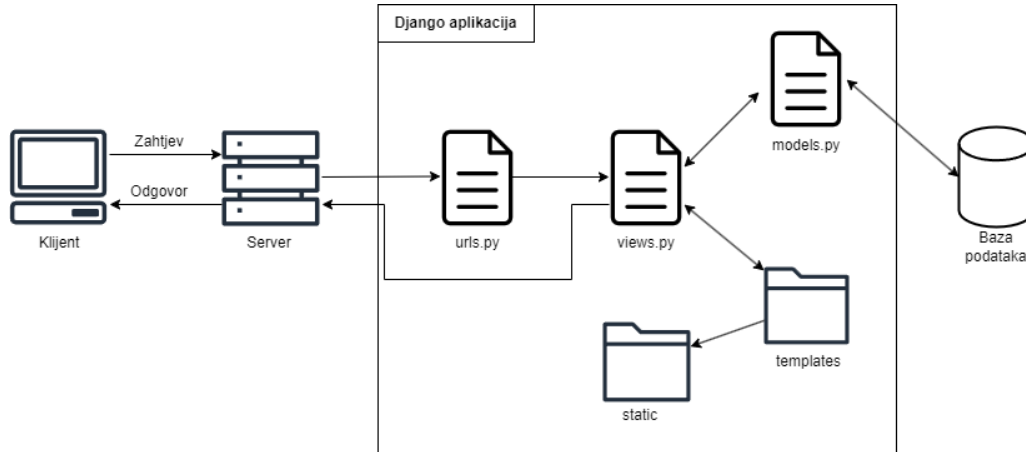 Django aplikacija
Zahtjev
Odgovor
Klijent
Server
urls.py
views.py
models.py
templates
static
Baza
podataka